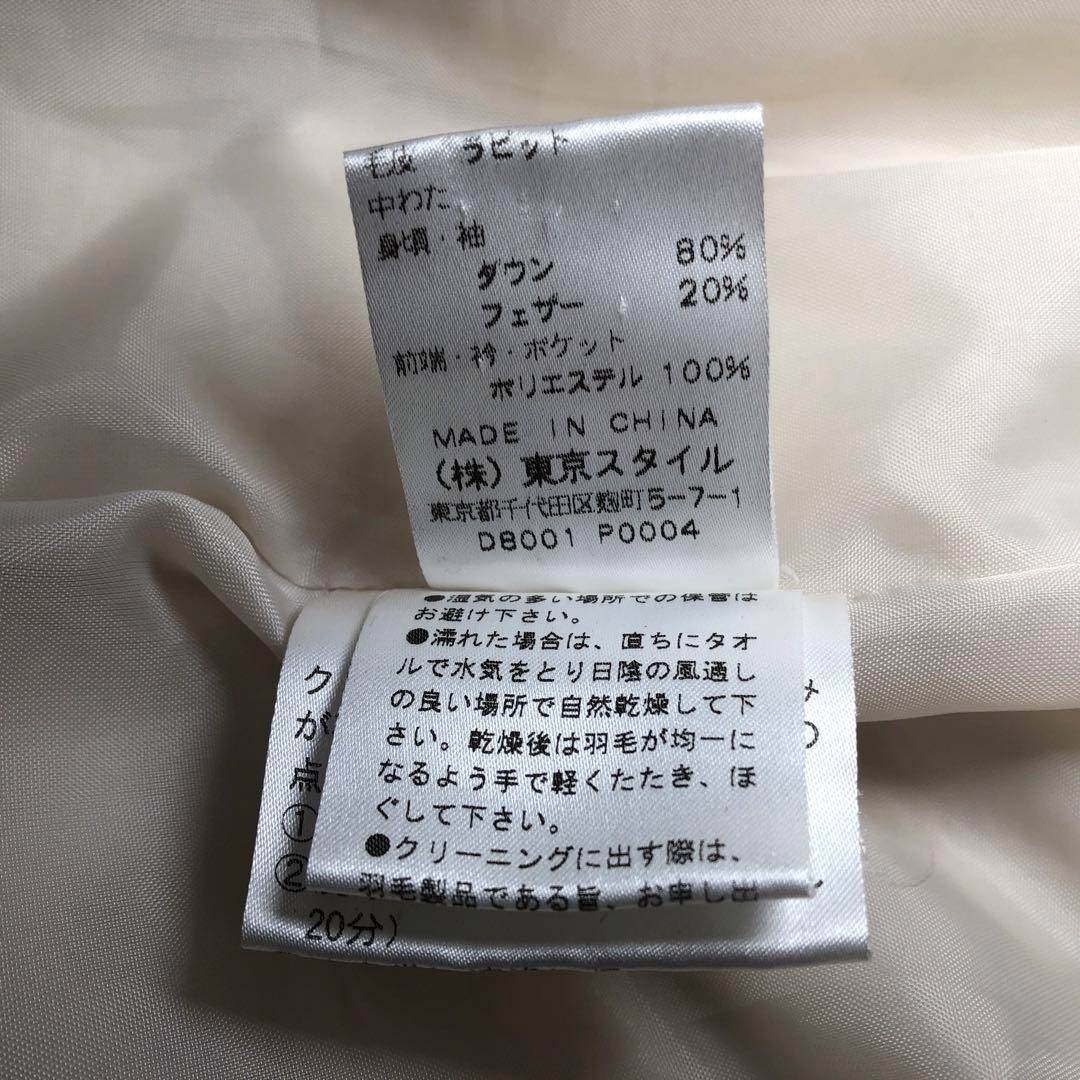 毛皮 ラビット
中わた
身頃・袖
ダウン 80%
フェザー 20%
前端・衿・ポケット
ポリエステル 100%
MADE IN CHINA
(株)東京スタイル
東京都千代田区麹町5-7-1
D8001 P0004
●湿気の多い場所での保管は
お避け下さい。
●濡れた場合は、直ちにタオ
ルで水気をとり日陰の風通し
の良い場所で自然乾燥して下
さい。乾燥後は羽毛が均一に
なるよう手で軽くたたき、ほ
ぐして下さい。
●クリーニングに出す際は、
羽毛製品である旨、お申し出
ク
が
点
①
②
20分)